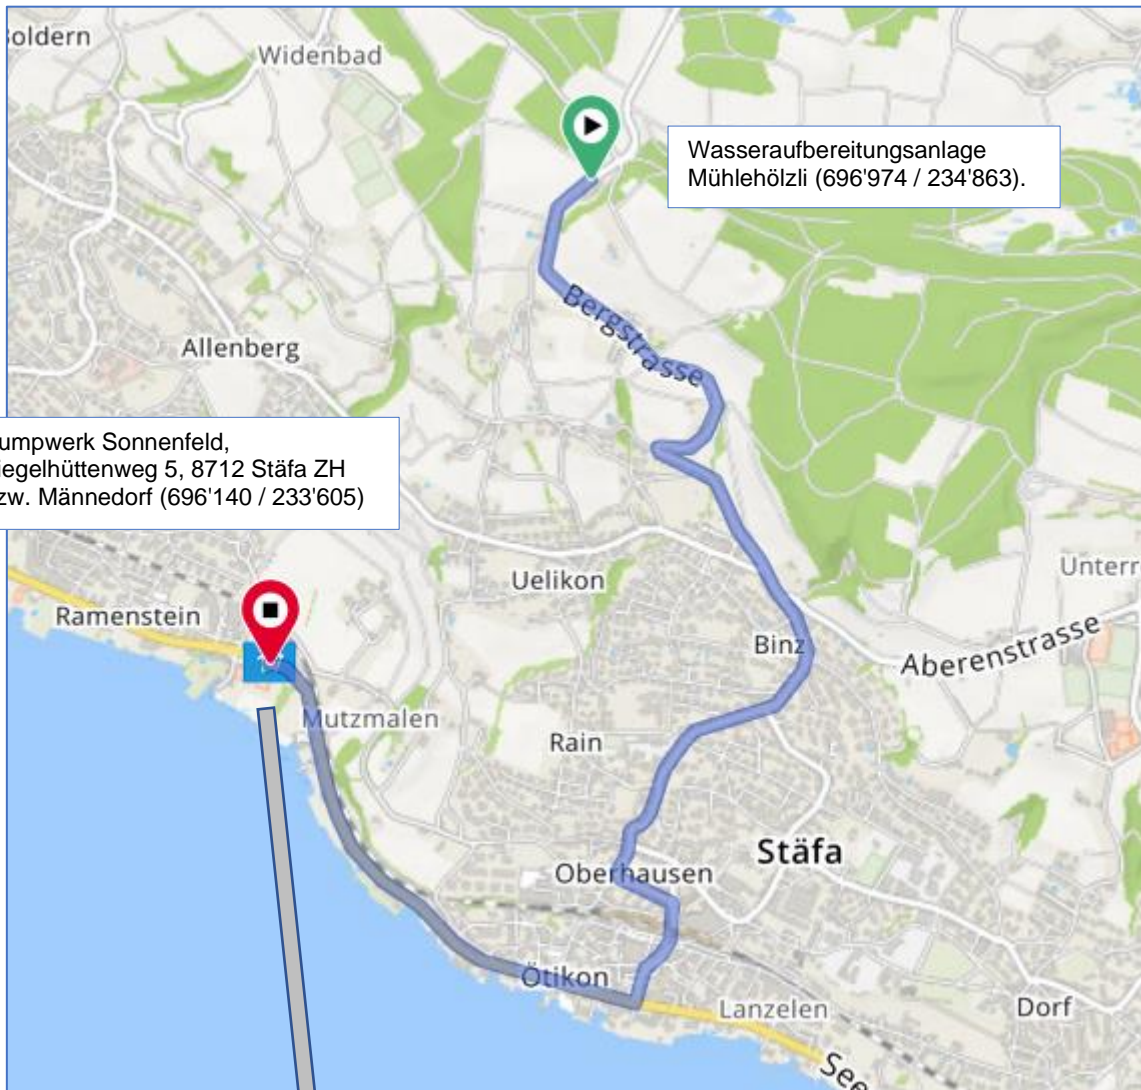 oldern
Widenbad
Wasseraufbereitungsanlage
Mühlehölzli (696'974 / 234'863).
Bergstrasse
Allenberg
umpwerk Sonnenfeld,
iegelhüttenweg 5, 8712 Stäfa ZH
zw. Männedorf (696'140 / 233'605)
Uelikon
Unterr
Ramenstein
Binz
Aberenstrasse
Mutzmalen
Rain
Stäfa
Oberhausen
Ötikon
Lanzelen
Dorf
See